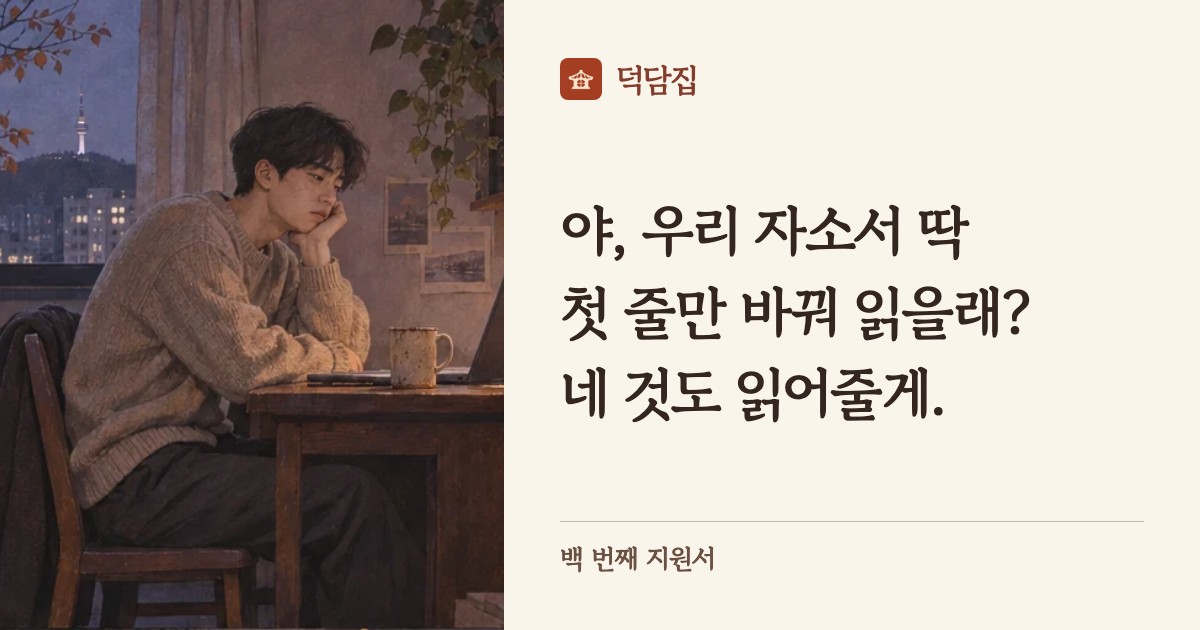 덕담집
야, 우리 자소서 딱
첫 줄만 바꿔 읽을래?
네 것도 읽어줄게.
백 번째 지원서